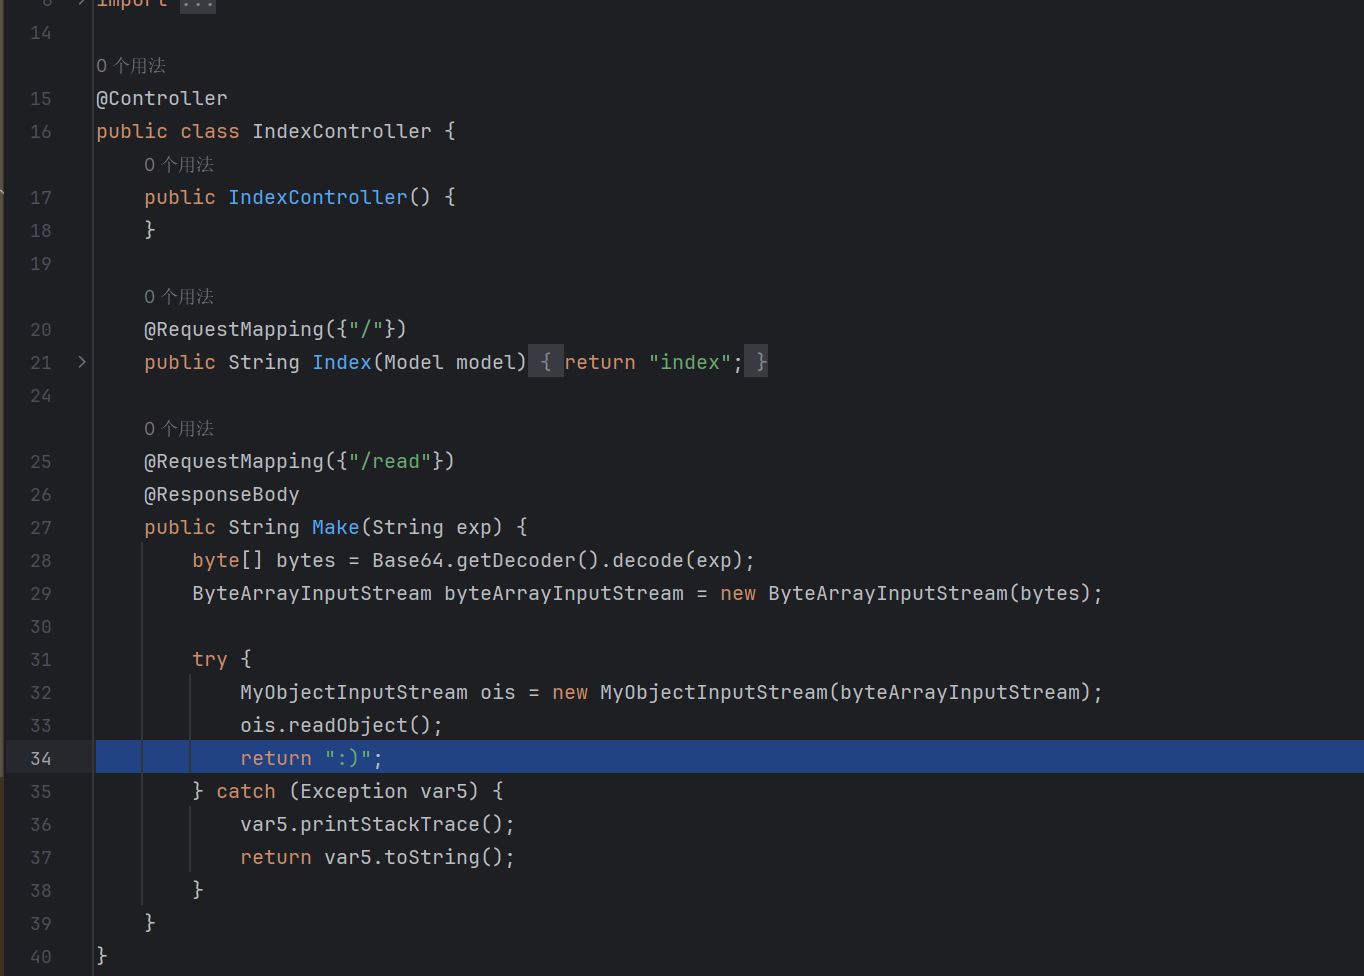 6 import ...
14
0 个用法
15 @Controller
16 public class IndexController {
0 个用法
17 public IndexController() {
18 }
19
0 个用法
20 @RequestMapping({"/"})
21 public String Index(Model model) { return "index"; }
24
0 个用法
25 @RequestMapping({"/read"})
26 @ResponseBody
27 public String Make(String exp) {
28 byte[] bytes = Base64.getDecoder().decode(exp);
29 ByteArrayInputStream byteArrayInputStream = new ByteArrayInputStream(bytes);
30
31 try {
32 MyObjectInputStream ois = new MyObjectInputStream(byteArrayInputStream);
33 ois.readObject();
34 return ":)";
35 } catch (Exception var5) {
36 var5.printStackTrace();
37 return var5.toString();
38 }
39 }
40 }